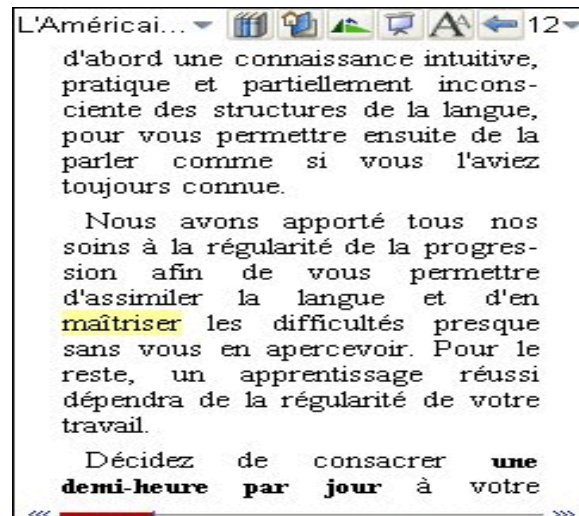 L'Américai... 12
d'abord une connaissance intuitive,
pratique et partiellement incons-
ciente des structures de la langue,
pour vous permettre ensuite de la
parler comme si vous l'aviez
toujours connue.
Nous avons apporté tous nos
soins à la régularité de la progres-
sion afin de vous permettre
d'assimiler la langue et d'en
maîtriser les difficultés presque
sans vous en apercevoir. Pour le
reste, un apprentissage réussi
dépendra de la régularité de votre
travail.
Décidez de consacrer une
demi-heure par jour à votre